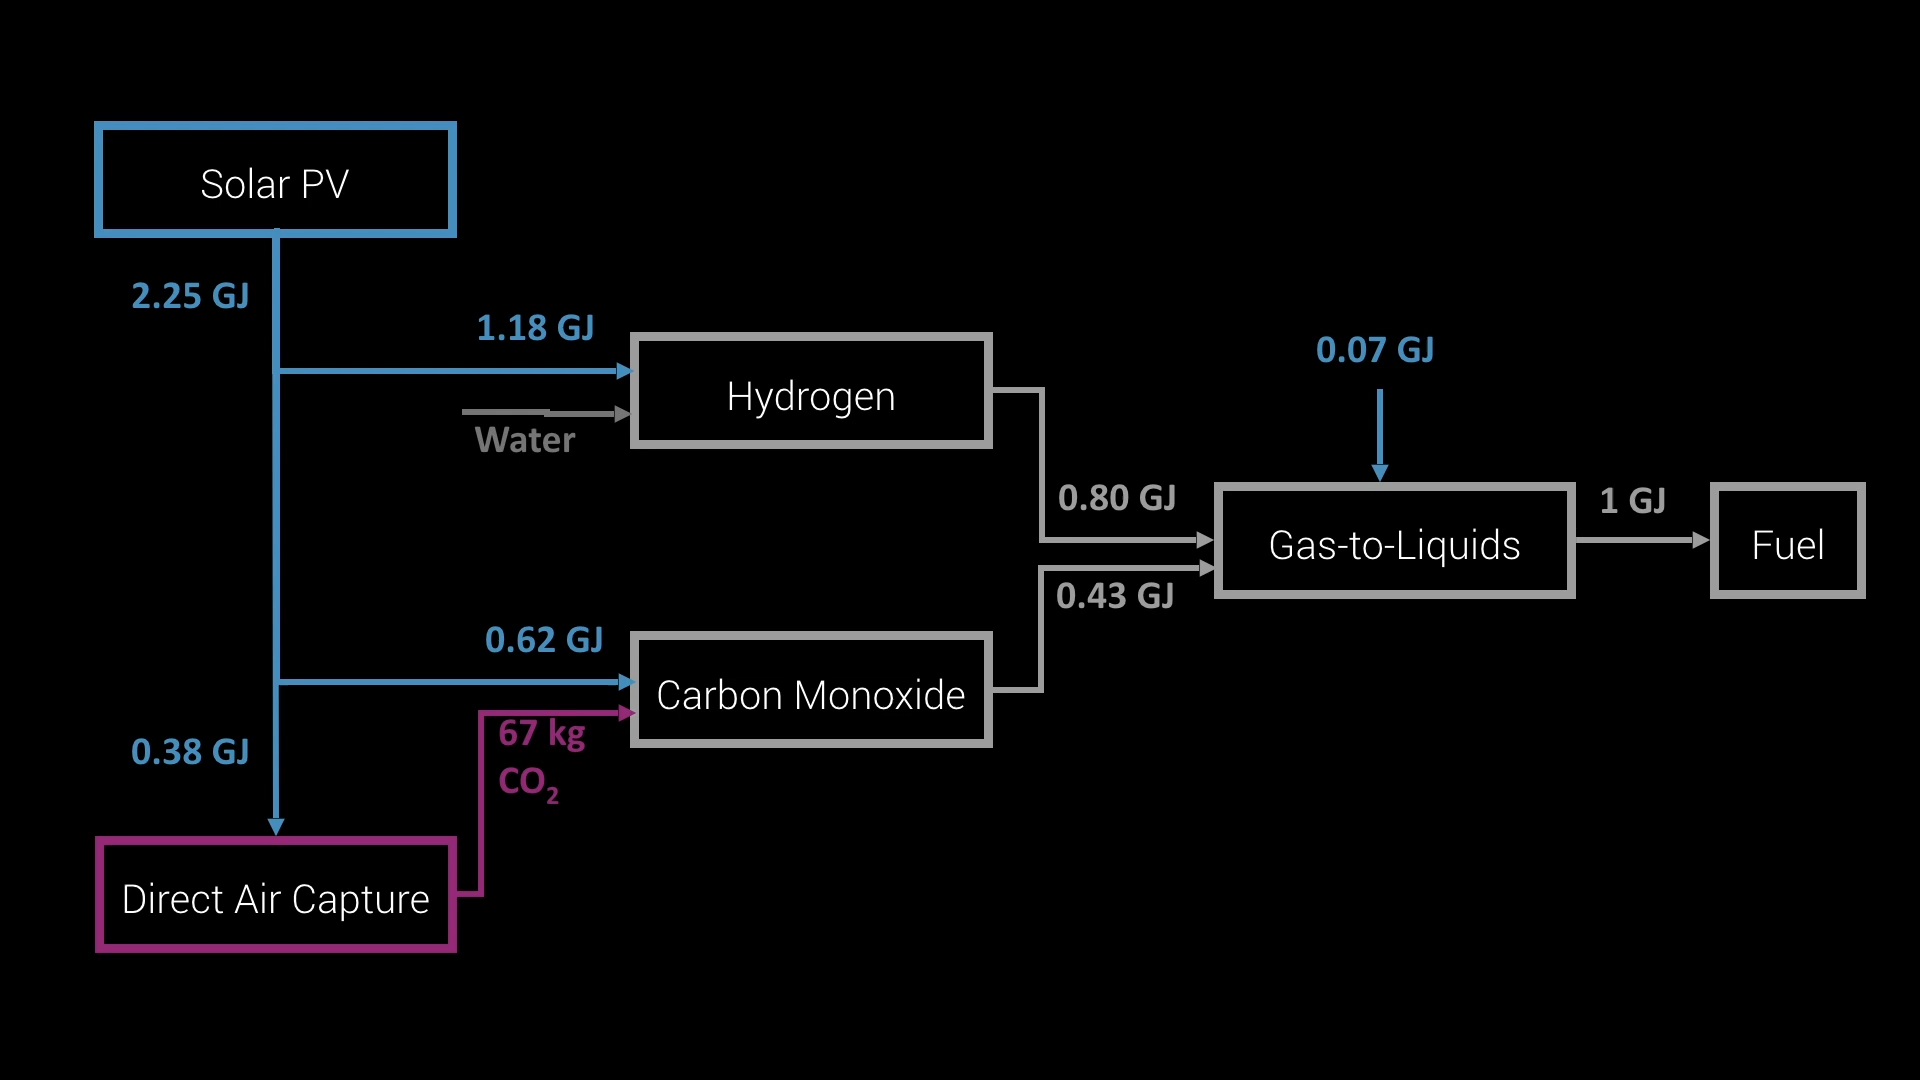 Solar PV
2.25 GJ
1.18 GJ
Water
Hydrogen
0.07 GJ
0.80 GJ
Gas-to-Liquids
1 GJ
Fuel
0.43 GJ
0.62 GJ
Carbon Monoxide
67 kg
CO₂
0.38 GJ
Direct Air Capture